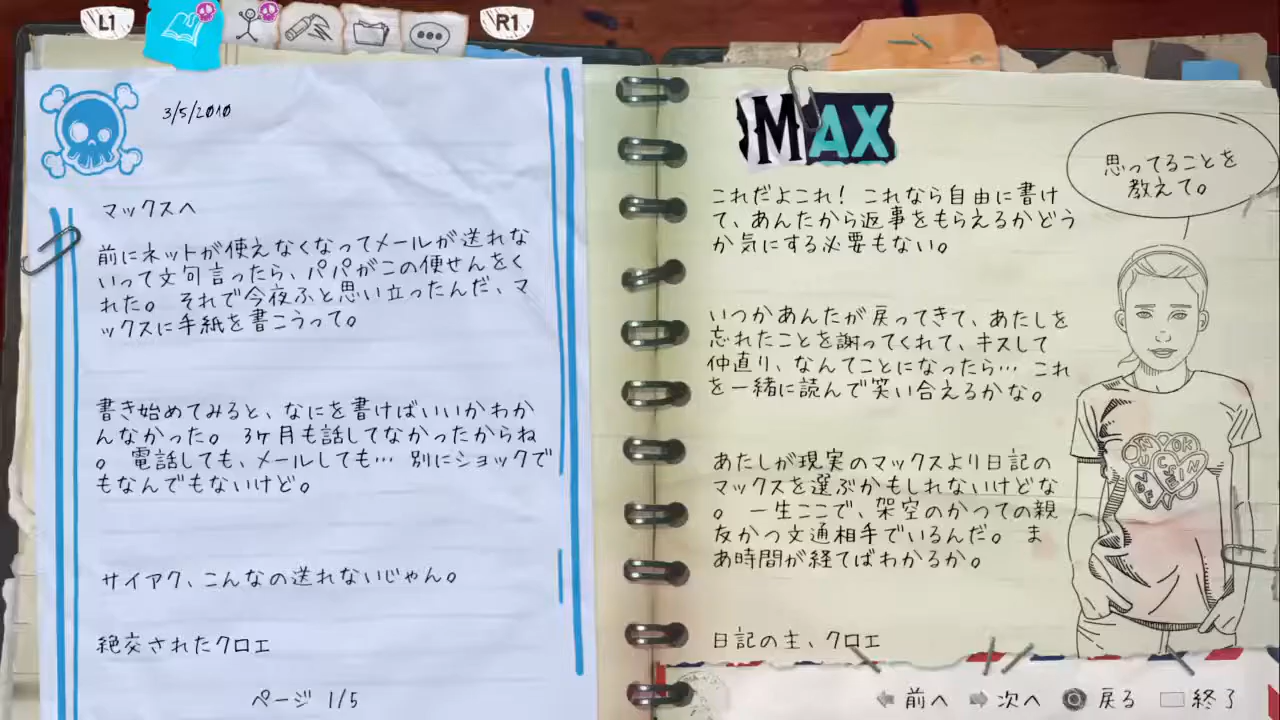 L1
R1
3/5/2010
マックスへ
前にネットが使えなくなってメールが送れな
いって文句言ったら、パパがこの便せんをく
れた。 それで今夜ふと思い立ったんだ、マ
ックスに手紙を書こうって。
書き始めてみると、なにを書けばいいかわか
んなかった。 3ヶ月も話してなかったからね
。 電話しても、メールしても… 別にショックで
もなんでもないけど。
サイアク、こんなの送れないじゃん。
絶交されたクロエ
ページ 1/5
MAX
これだよこれ! これなら自由に書け
て、あんたから返事をもらえるかどう
か気にする必要もない。
いつかあんたが戻ってきて、あたしを
忘れたことを謝ってくれて、キスして
仲直り、なんてことになったら… これ
を一緒に読んで笑い合えるかな。
あたしが現実のマックスより日記の
マックスを選ぶかもしれないけどな
。 一生ここで、架空のかつての親
友かつ文通相手でいるんだ。 ま
あ時間が経てばわかるか。
日記の主、クロエ
思ってることを
教えて。
前へ 次へ 戻る 終了